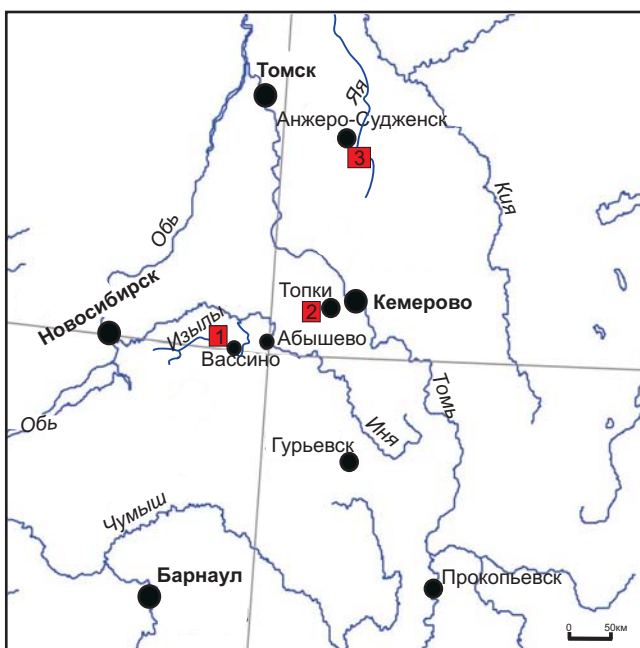 Томск
Яя
Анжеро-Судженск
3
Кия
Обь
Топки
2
Кемерово
Новосибирск
Изылы
1
Абышево
Вассино
Томь
Обь
Иня
Гурьевск
Чумыш
Барнаул
Прокопьевск
0 50км